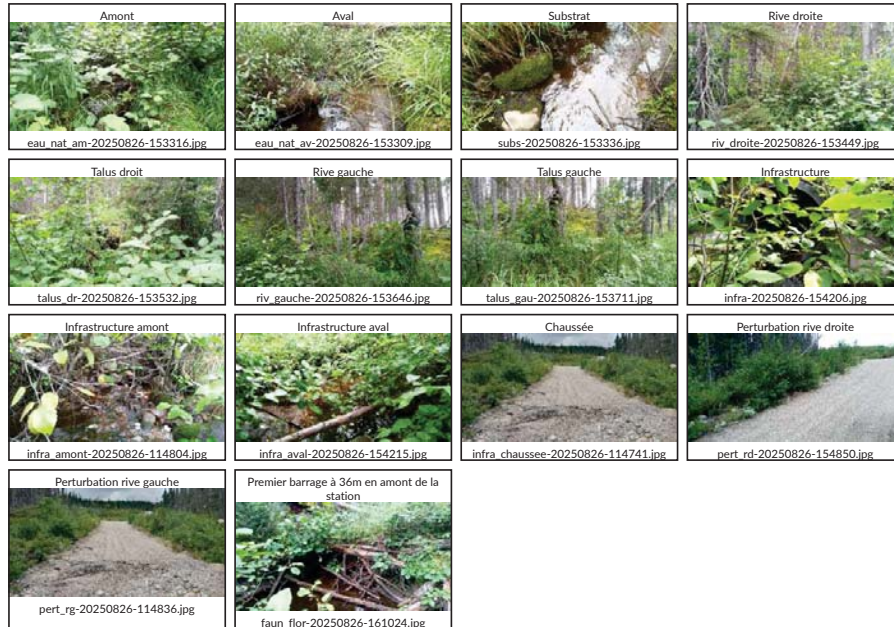 Amont
Aval
Substrat
Rive droite
eau_nat_am-20250826-153316.jpg
eau_nat_av-20250826-153309.jpg
subs-20250826-153336.jpg
riv_droite-20250826-153449.jpg
Talus droit
Rive gauche
Talus gauche
Infrastructure
talus_dr-20250826-153532.jpg
riv_gauche-20250826-153646.jpg
talus_gau-20250826-153711.jpg
infra-20250826-154206.jpg
Infrastructure amont
Infrastructure aval
Chaussée
Perturbation rive droite
infra_amont-20250826-114804.jpg
infra_aval-20250826-154215.jpg
infra_chaussee-20250826-114741.jpg
pert_rd-20250826-154850.jpg
Perturbation rive gauche
Premier barrage à 36m en amont de la
station
pert_rg-20250826-114836.jpg
faun_flor-20250826-161024.jpg